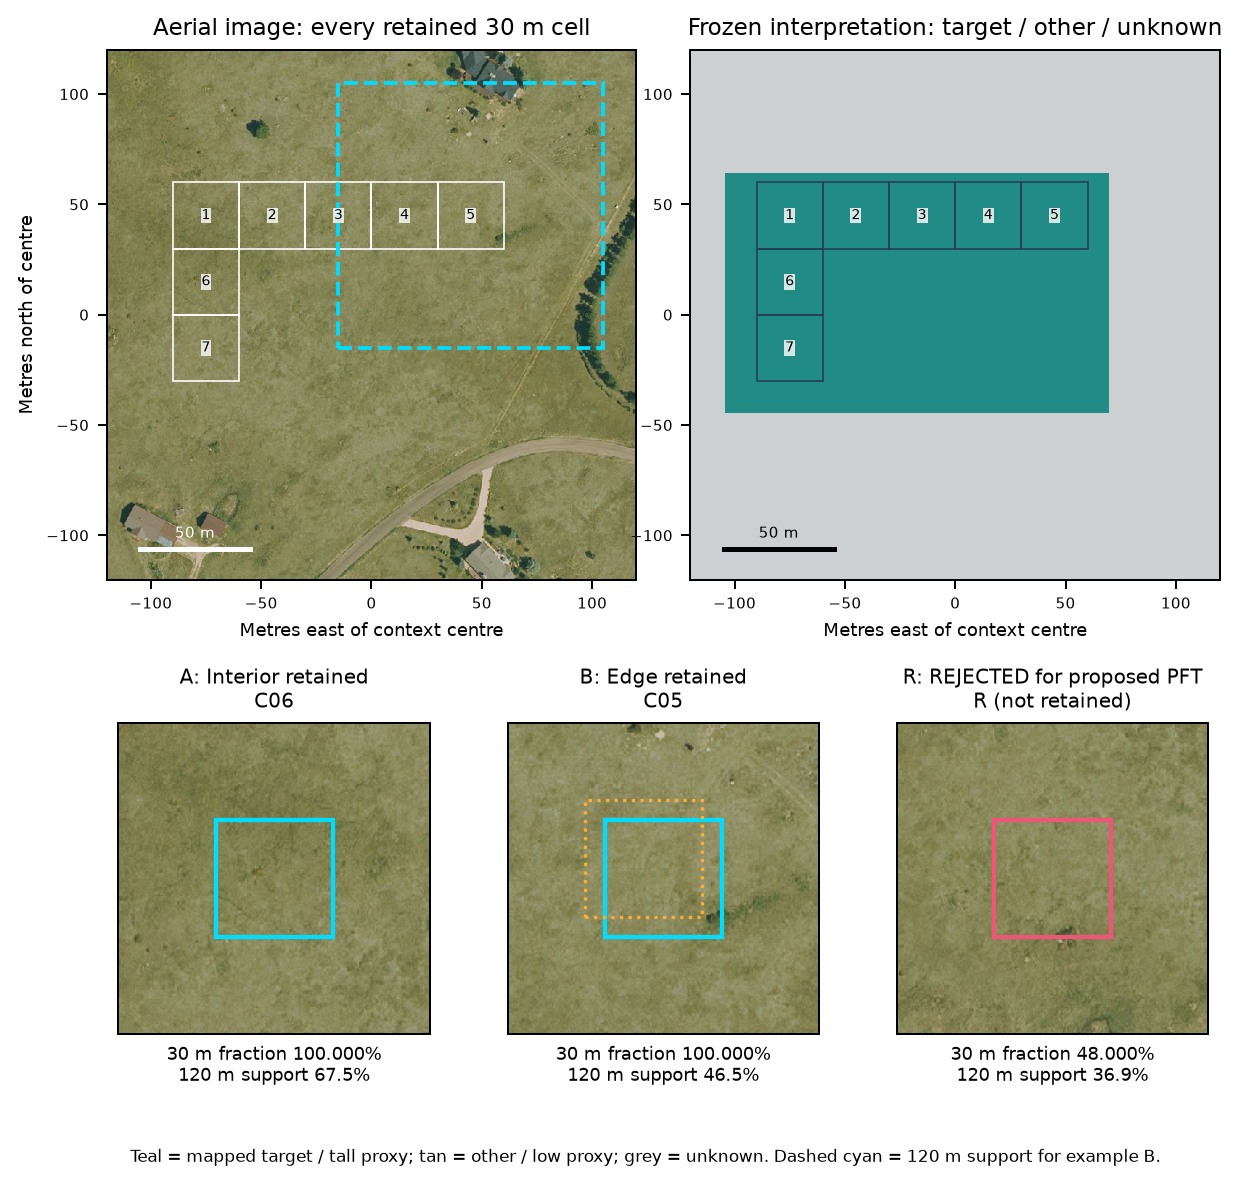 Aerial image: every retained 30 m cell
Frozen interpretation: target / other / unknown
Metres north of centre
100
50
0
−50
−100
1
2
3
4
5
6
7
50 m
−100
−50
0
50
100
Metres east of context centre
100
50
0
−50
−100
1
2
3
4
5
6
7
50 m
−100
−50
0
50
100
Metres east of context centre
A: Interior retained
C06
30 m fraction 100.000%
120 m support 67.5%
B: Edge retained
C05
30 m fraction 100.000%
120 m support 46.5%
R: REJECTED for proposed PFT
R (not retained)
30 m fraction 48.000%
120 m support 36.9%
Teal = mapped target / tall proxy; tan = other / low proxy; grey = unknown. Dashed cyan = 120 m support for example B.